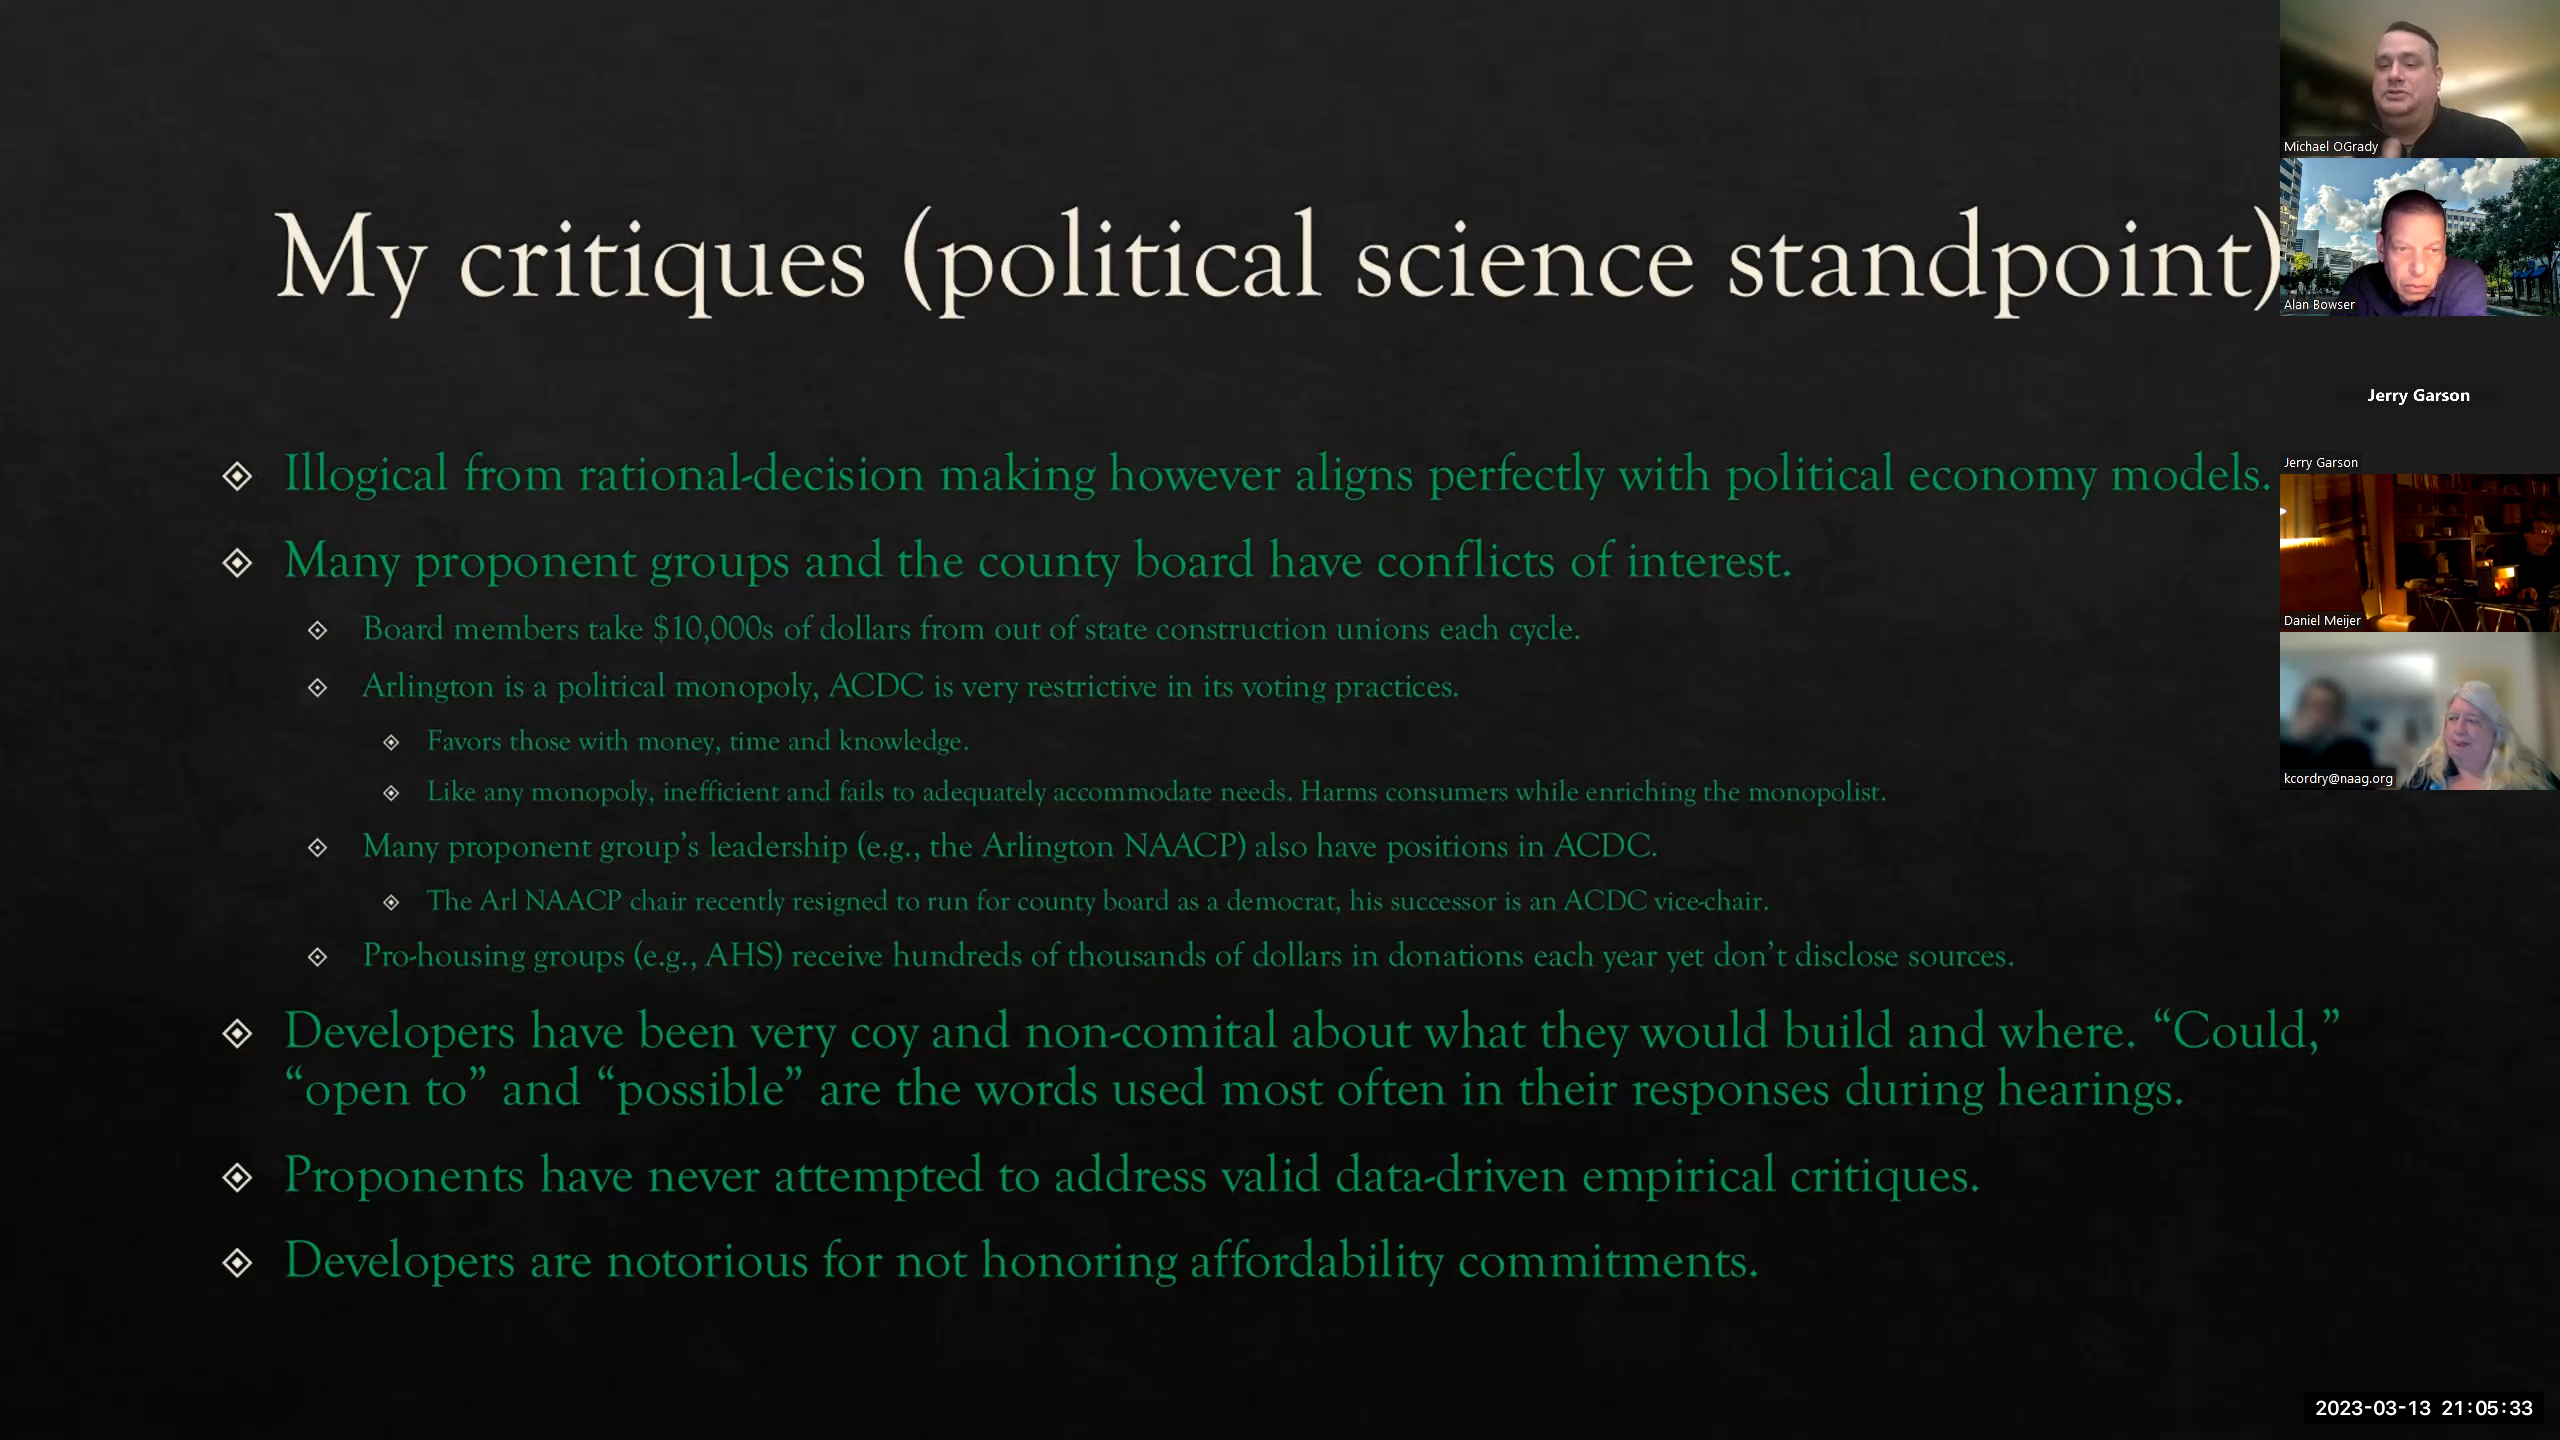 My critiques (political science standpoint)
Illogical from rational-decision making however aligns perfectly with political economy models.
Many proponent groups and the county board have conflicts of interest.
Board members take $10,000s of dollars from out of state construction unions each cycle.
Arlington is a political monopoly, ACDC is very restrictive in its voting practices.
Favors those with money, time and knowledge.
Like any monopoly, inefficient and fails to adequately accommodate needs. Harms consumers while enriching the monopolist.
Many proponent group’s leadership (e.g., the Arlington NAACP) also have positions in ACDC.
The Arl NAACP chair recently resigned to run for county board as a democrat, his successor is an ACDC vice-chair.
Pro-housing groups (e.g., AHS) receive hundreds of thousands of dollars in donations each year yet don’t disclose sources.
Developers have been very coy and non-comital about what they would build and where. “Could,”
“open to” and “possible” are the words used most often in their responses during hearings.
Proponents have never attempted to address valid data-driven empirical critiques.
Developers are notorious for not honoring affordability commitments.
Michael OGrady
Alan Bowser
Jerry Garson
Jerry Garson
Daniel Meijer
kcordry@naag.org
2023-03-13 21:05:33